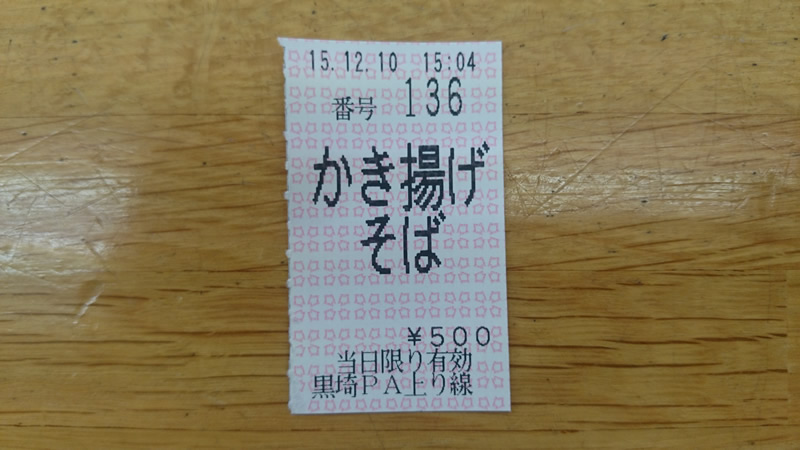 15.12.10 15:04
番号 136
かき揚げ
そば
¥500
当日限り有効
黒埼PA上り線